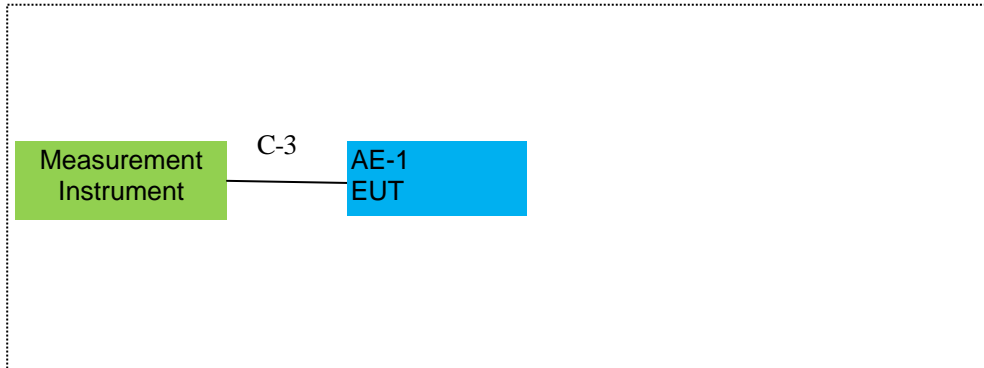 C-3
Measurement
Instrument
AE-1
EUT